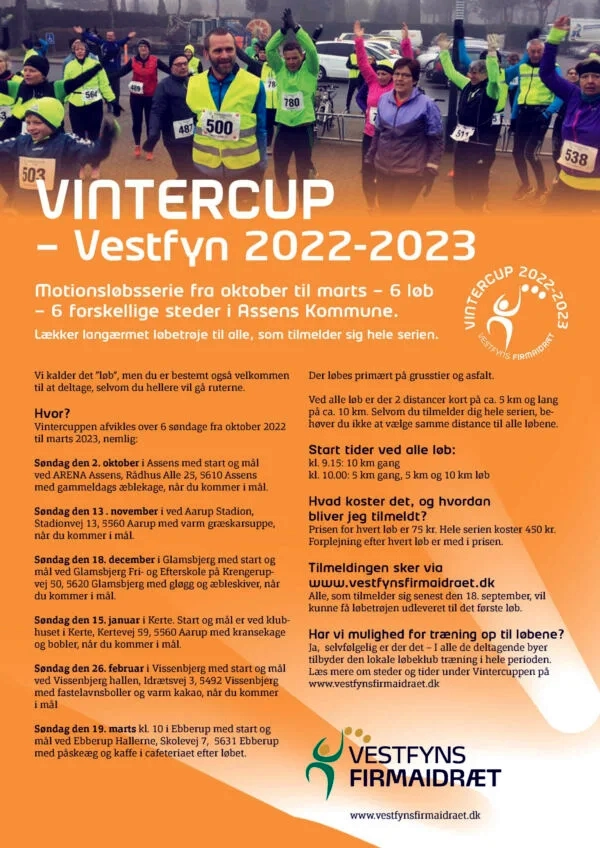 503
564
489
487
500
780
511
538
VINTERCUP
– Vestfyn 2022-2023
Motionsløbsserie fra oktober til marts – 6 løb
– 6 forskellige steder i Assens Kommune.
Lækker langærmet løbetrøje til alle, som tilmelder sig hele serien.
VINTERCUP 2022-2023
VESTFYNS FIRMAIDRÆT
Vi kalder det ”løb”, men du er bestemt også velkommen
til at deltage, selvom du hellere vil gå ruterne.
Hvor?
Vintercuppen afvikles over 6 søndage fra oktober 2022
til marts 2023, nemlig:
Søndag den 2. oktober i Assens med start og mål
ved ARENA Assens, Rådhus Alle 25, 5610 Assens
med gammeldags æblekage, når du kommer i mål.
Søndag den 13 . november i ved Aarup Stadion,
Stadionvej 13, 5560 Aarup med varm græskarsuppe,
når du kommer i mål.
Søndag den 18. december i Glamsbjerg med start og
mål ved Glamsbjerg Fri- og Efterskole på Krengerup-
vej 50, 5620 Glamsbjerg med gløgg og æbleskiver, når
du kommer i mål.
Søndag den 15. januar i Kerte. Start og mål er ved klub-
huset i Kerte, Kertevej 59, 5560 Aarup med kransekage
og bobler, når du kommer i mål.
Søndag den 26. februar i Vissenbjerg med start og mål
ved Vissenbjerg hallen, Idrætsvej 3, 5492 Vissenbjerg
med fastelavnsboller og varm kakao, når du kommer
i mål
Søndag den 19. marts kl. 10 i Ebberup med start og
mål ved Ebberup Hallerne, Skolevej 7, 5631 Ebberup
med påskeæg og kaffe i cafeteriaet efter løbet.
Der løbes primært på grusstier og asfalt.
Ved alle løb er der 2 distancer kort på ca. 5 km og lang
på ca. 10 km. Selvom du tilmelder dig hele serien, be-
høver du ikke at vælge samme distance til alle løbene.
Start tider ved alle løb:
kl. 9.15: 10 km gang
kl. 10.00: 5 km gang, 5 km og 10 km løb
Hvad koster det, og hvordan
bliver jeg tilmeldt?
Prisen for hvert løb er 75 kr. Hele serien koster 450 kr.
Forplejning efter hvert løb er med i prisen.
Tilmeldingen sker via
www.vestfynsfirmaidraet.dk
Alle, som tilmelder sig senest den 18. september, vil
kunne få løbetrøjen udleveret til det første løb.
Har vi mulighed for træning op til løbene?
Ja, selvfølgelig er der det – I alle de deltagende byer
tilbyder den lokale løbeklub træning i hele perioden.
Læs mere om steder og tider under Vintercuppen på
www.vestfynsfirmaidraet.dk
VESTFYNS
FIRMAIDRÆT
www.vestfynsfirmaidraet.dk